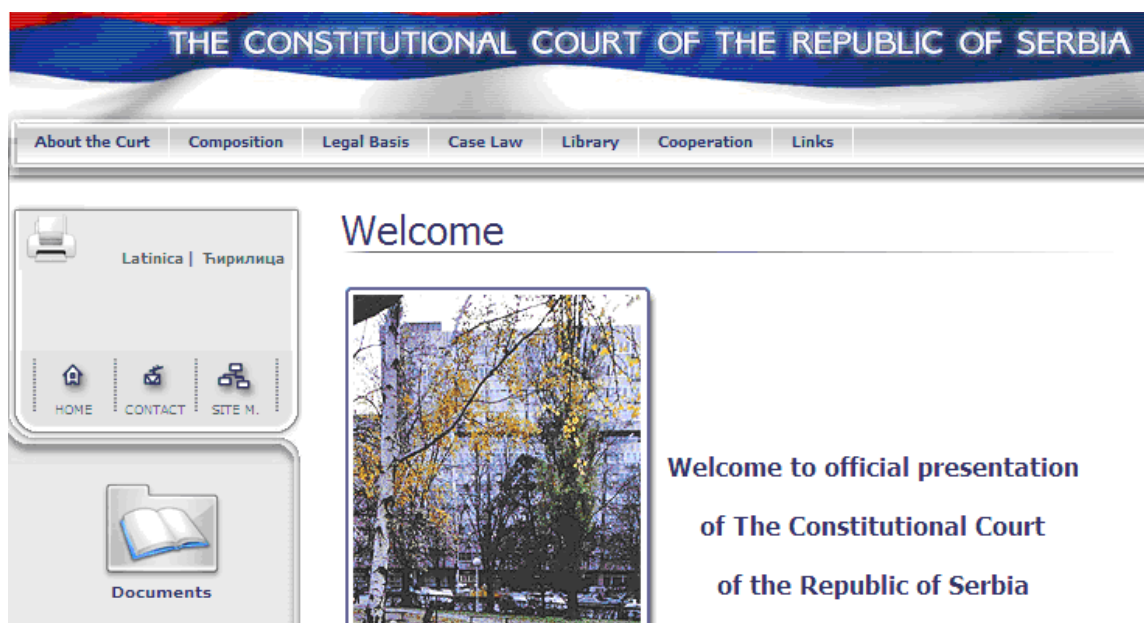 THE CONSTITUTIONAL COURT OF THE REPUBLIC OF SERBIA
About the Curt Composition Legal Basis Case Law Library Cooperation Links
Latinica | Ћирилица
HOME CONTACT SITE M.
Documents
Welcome
Welcome to official presentation
of The Constitutional Court
of the Republic of Serbia